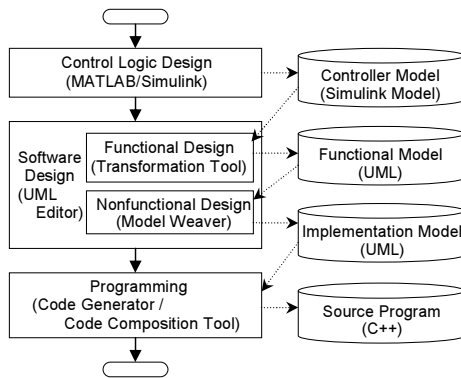 Control Logic Design
(MATLAB/Simulink)
Controller Model
(Simulink Model)
Software
Design
(UML
Editor)
Functional Design
(Transformation Tool)
Functional Model
(UML)
Nonfunctional Design
(Model Weaver)
Implementation Model
(UML)
Programming
(Code Generator /
Code Composition Tool)
Source Program
(C++)